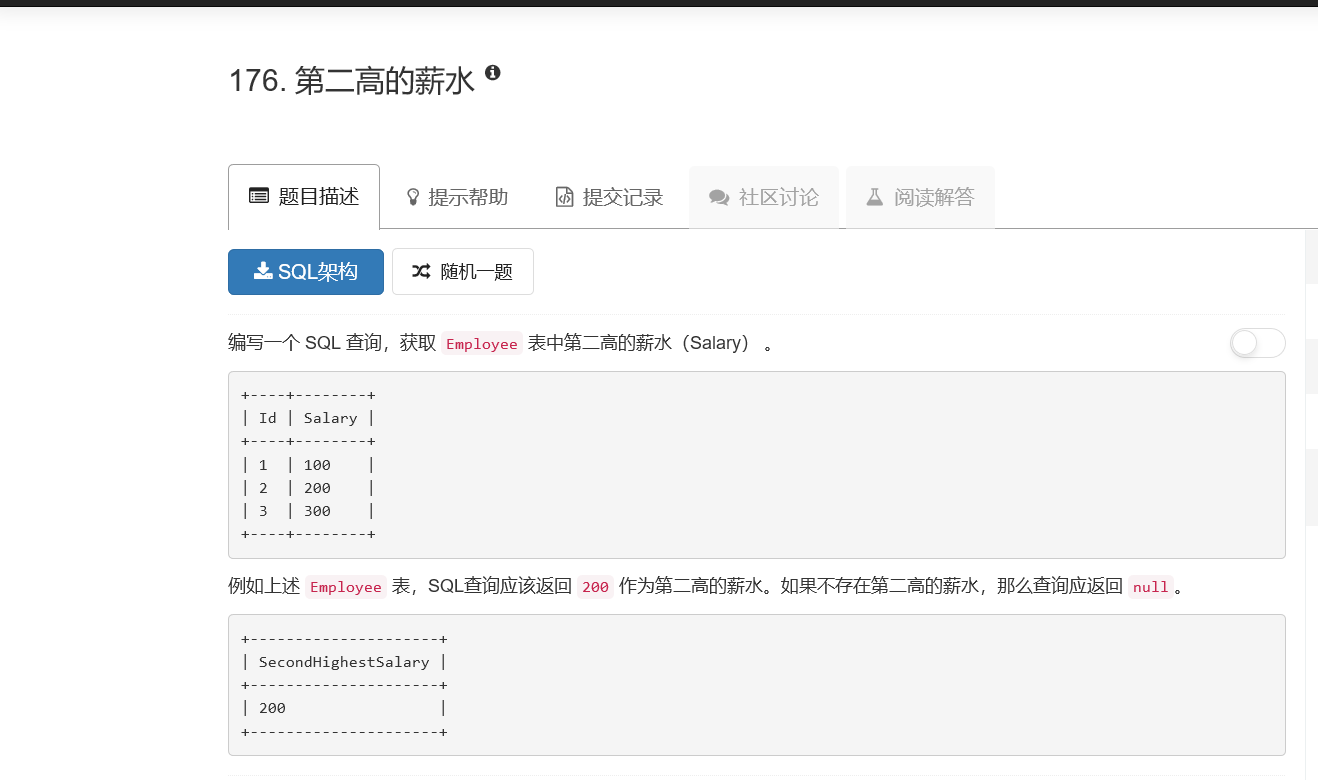 176. 第二高的薪水
题目描述 提示帮助 提交记录 社区讨论 阅读解答
SQL架构 随机一题
编写一个 SQL 查询，获取 Employee 表中第二高的薪水（Salary） 。
+----+--------+
| Id | Salary |
+----+--------+
| 1  | 100    |
| 2  | 200    |
| 3  | 300    |
+----+--------+
例如上述 Employee 表，SQL查询应该返回 200 作为第二高的薪水。如果不存在第二高的薪水，那么查询应返回 null。
+---------------------+
| SecondHighestSalary |
+---------------------+
| 200                 |
+---------------------+